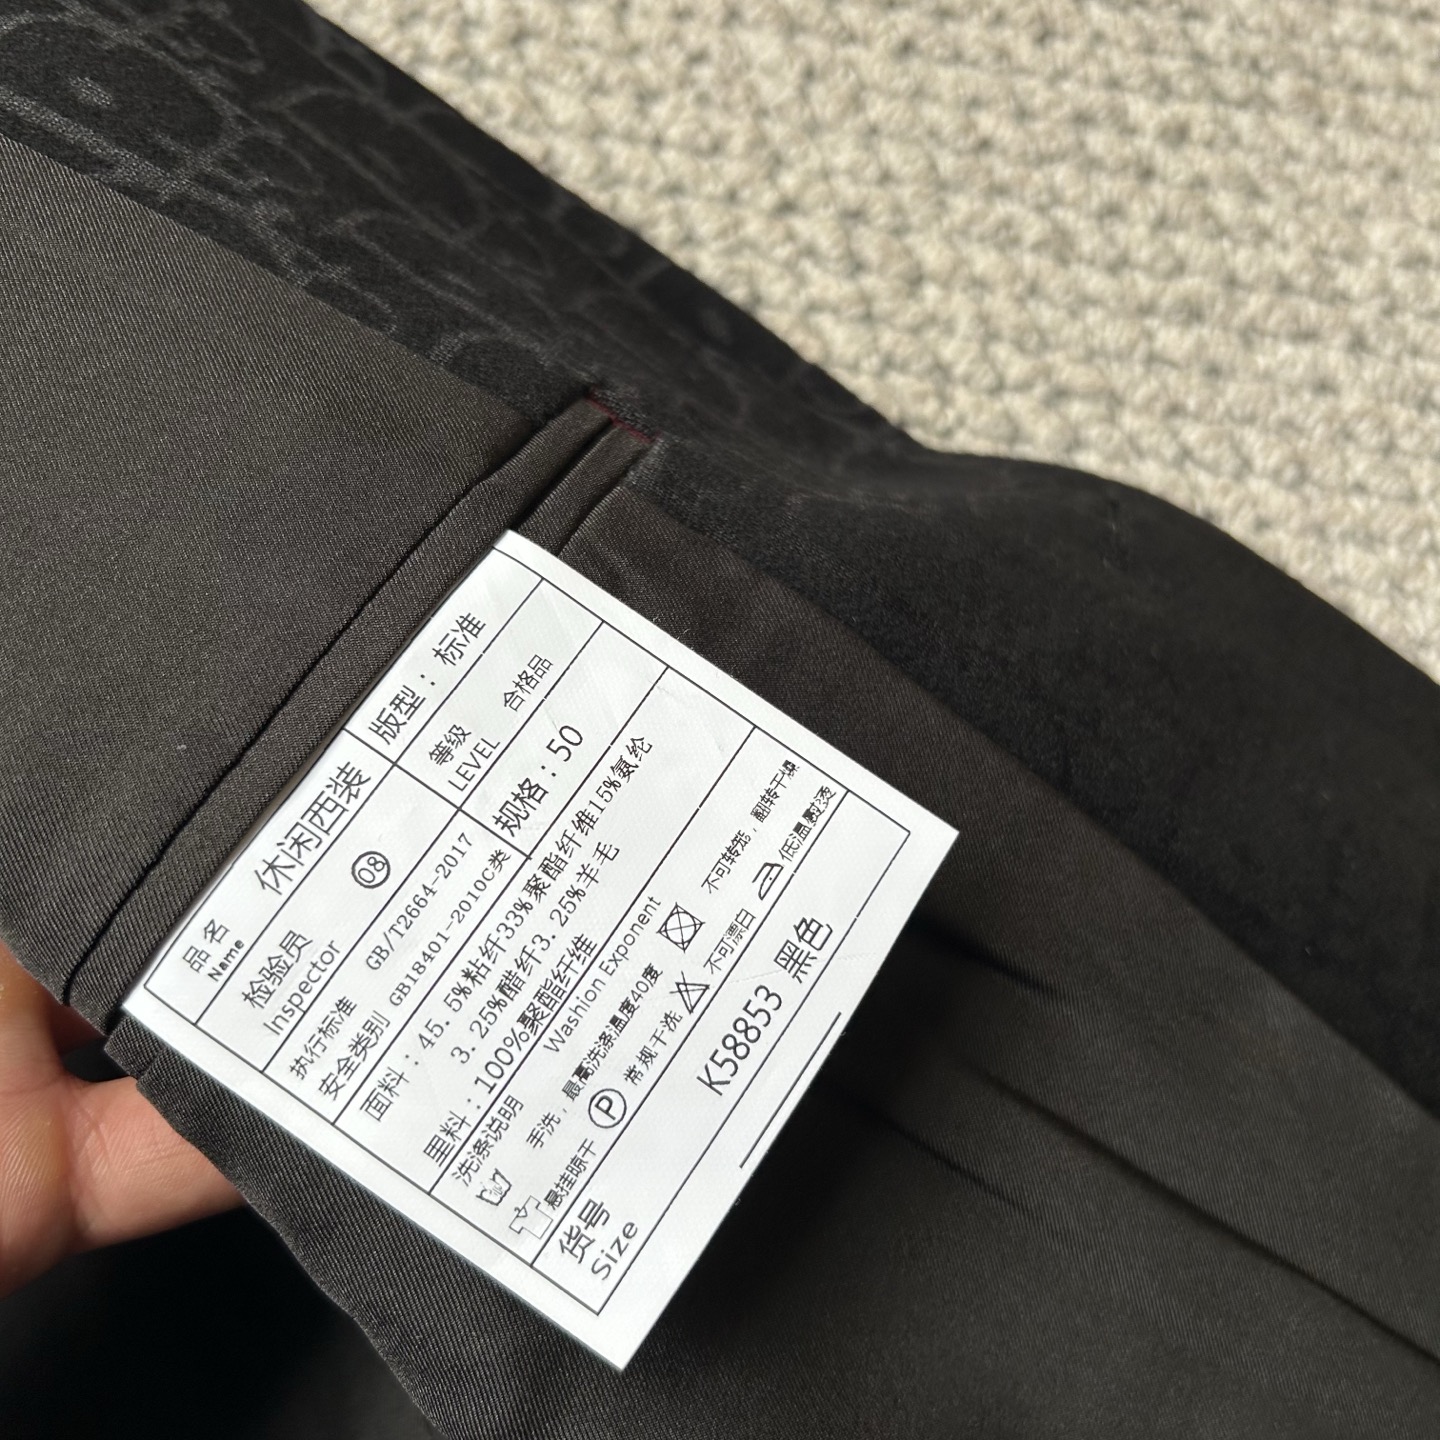 品名 休闲西装 版型：标准
Name
检验员 08 等级 合格品
Inspector LEVEL
执行标准 GB/T2664-2017 规格：50
安全类别 GB18401-2010C类
面料：45.5%粘纤33%聚酯纤维15%氨纶
3.25%醋纤3.25%羊毛
里料：100%聚酯纤维
洗涤说明 Washion Exponent
手洗，最高洗涤温度40度 不可转笼，翻转干燥
悬挂晾干 P 常规干洗 不可漂白 低温熨烫
货号 K58853 黑色
Size